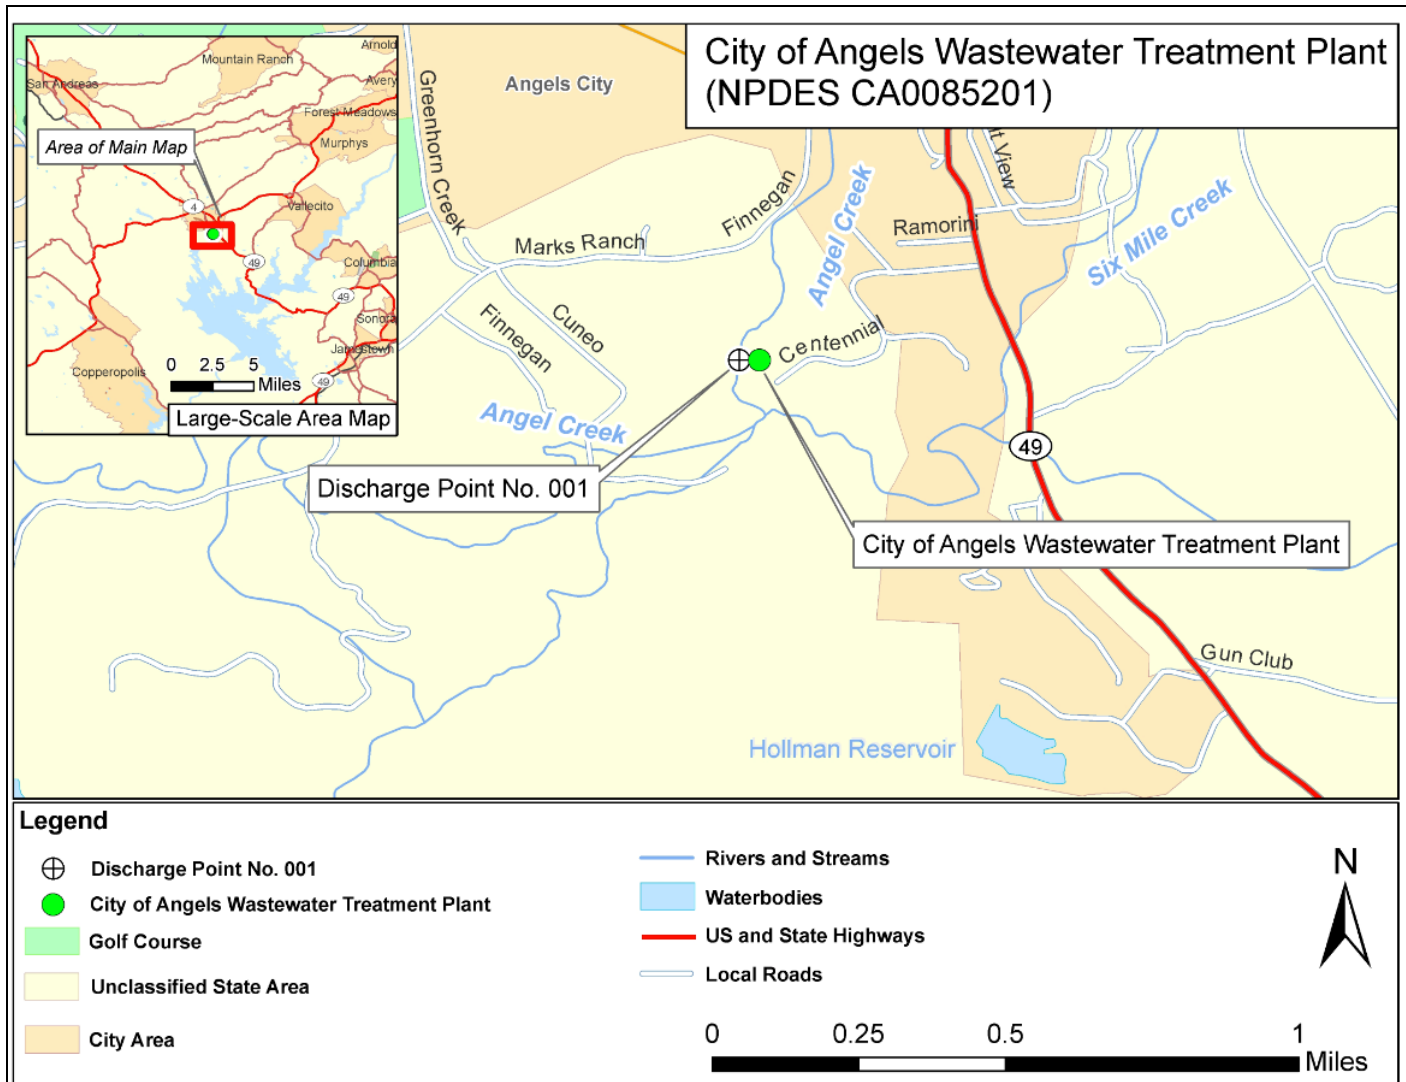 City of Angels Wastewater Treatment Plant
(NPDES CA0085201)
Arnold
Mountain Ranch
San Andreas
Avery
Forest Meadows
Murphys
Area of Main Map
4
Vallecito
49
Columbia
49
Sonora
Jamestown
49
Copperopolis
0 2.5 5
Miles
Large-Scale Area Map
Angels City
Greenhorn Creek
Marks Ranch
Finnegan
Angel Creek
Ramorini
Six Mile Creek
Finnegan
Cuneo
Centennial
Angel Creek
49
Discharge Point No. 001
City of Angels Wastewater Treatment Plant
Gun Club
Hollman Reservoir
Legend
Discharge Point No. 001
City of Angels Wastewater Treatment Plant
Golf Course
Unclassified State Area
City Area
Rivers and Streams
Waterbodies
US and State Highways
Local Roads
N
0 0.25 0.5 1
Miles